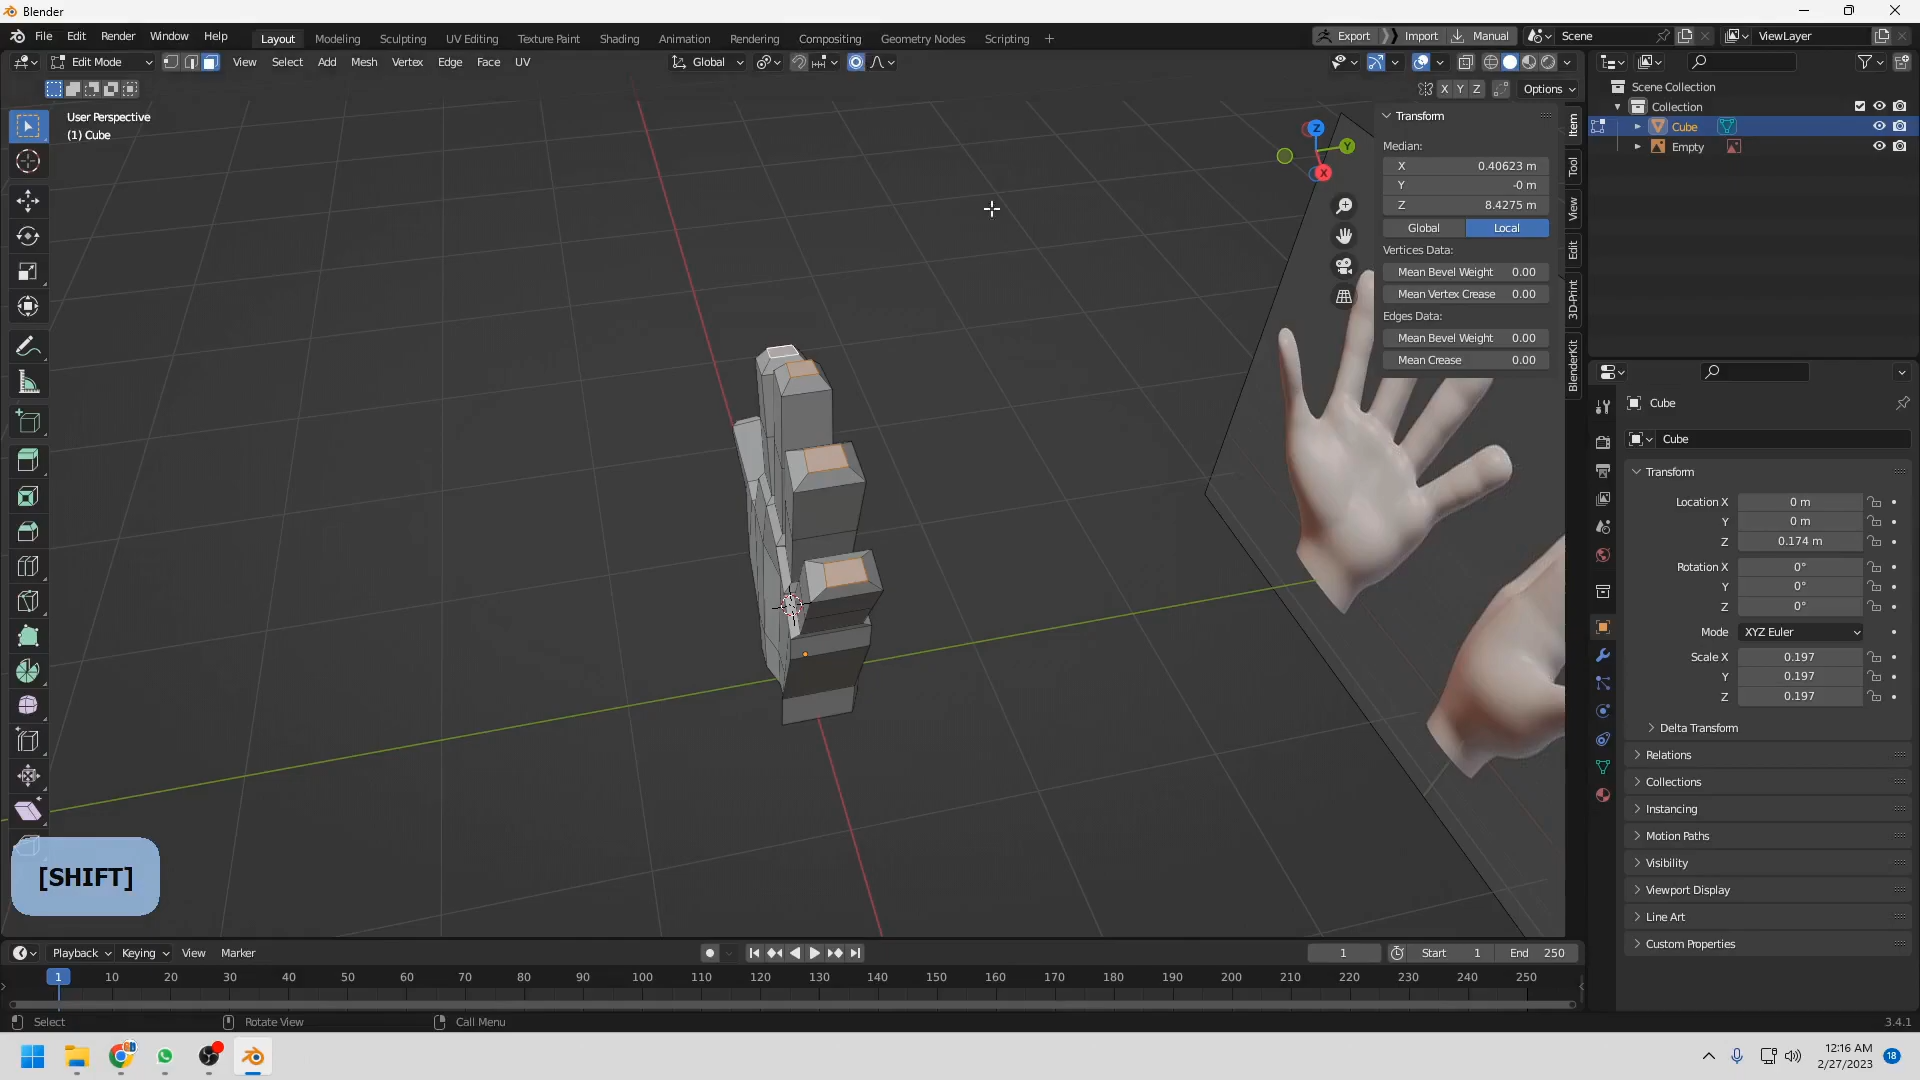 Blender
File Edit Render Window Help Layout Modeling Sculpting UV Editing Texture Paint Shading Animation Rendering Compositing Geometry Nodes Scripting + Export Import Manual Scene ViewLayer
Edit Mode View Select Add Mesh Vertex Edge Face UV Global
X Y Z Options
User Perspective
(1) Cube
Z Y X
Transform
Median:
X 0.40623 m
Y -0 m
Z 8.4275 m
Global Local
Vertices Data:
Mean Bevel Weight 0.00
Mean Vertex Crease 0.00
Edges Data:
Mean Bevel Weight 0.00
Mean Crease 0.00
Item
Tool
View
Edit
3D-Print
BlenderKit
Scene Collection
Collection
Cube
Empty
Cube
Cube
Transform
Location X 0 m
Y 0 m
Z 0.174 m
Rotation X 0°
Y 0°
Z 0°
Mode XYZ Euler
Scale X 0.197
Y 0.197
Z 0.197
Delta Transform
Relations
Collections
Instancing
Motion Paths
Visibility
Viewport Display
Line Art
Custom Properties
[SHIFT]
Playback Keying View Marker 1 Start 1 End 250
1 10 20 30 40 50 60 70 80 90 100 110 120 130 140 150 160 170 180 190 200 210 220 230 240 250
Select Rotate View Call Menu 3.4.1
12:16 AM
2/27/2023
18